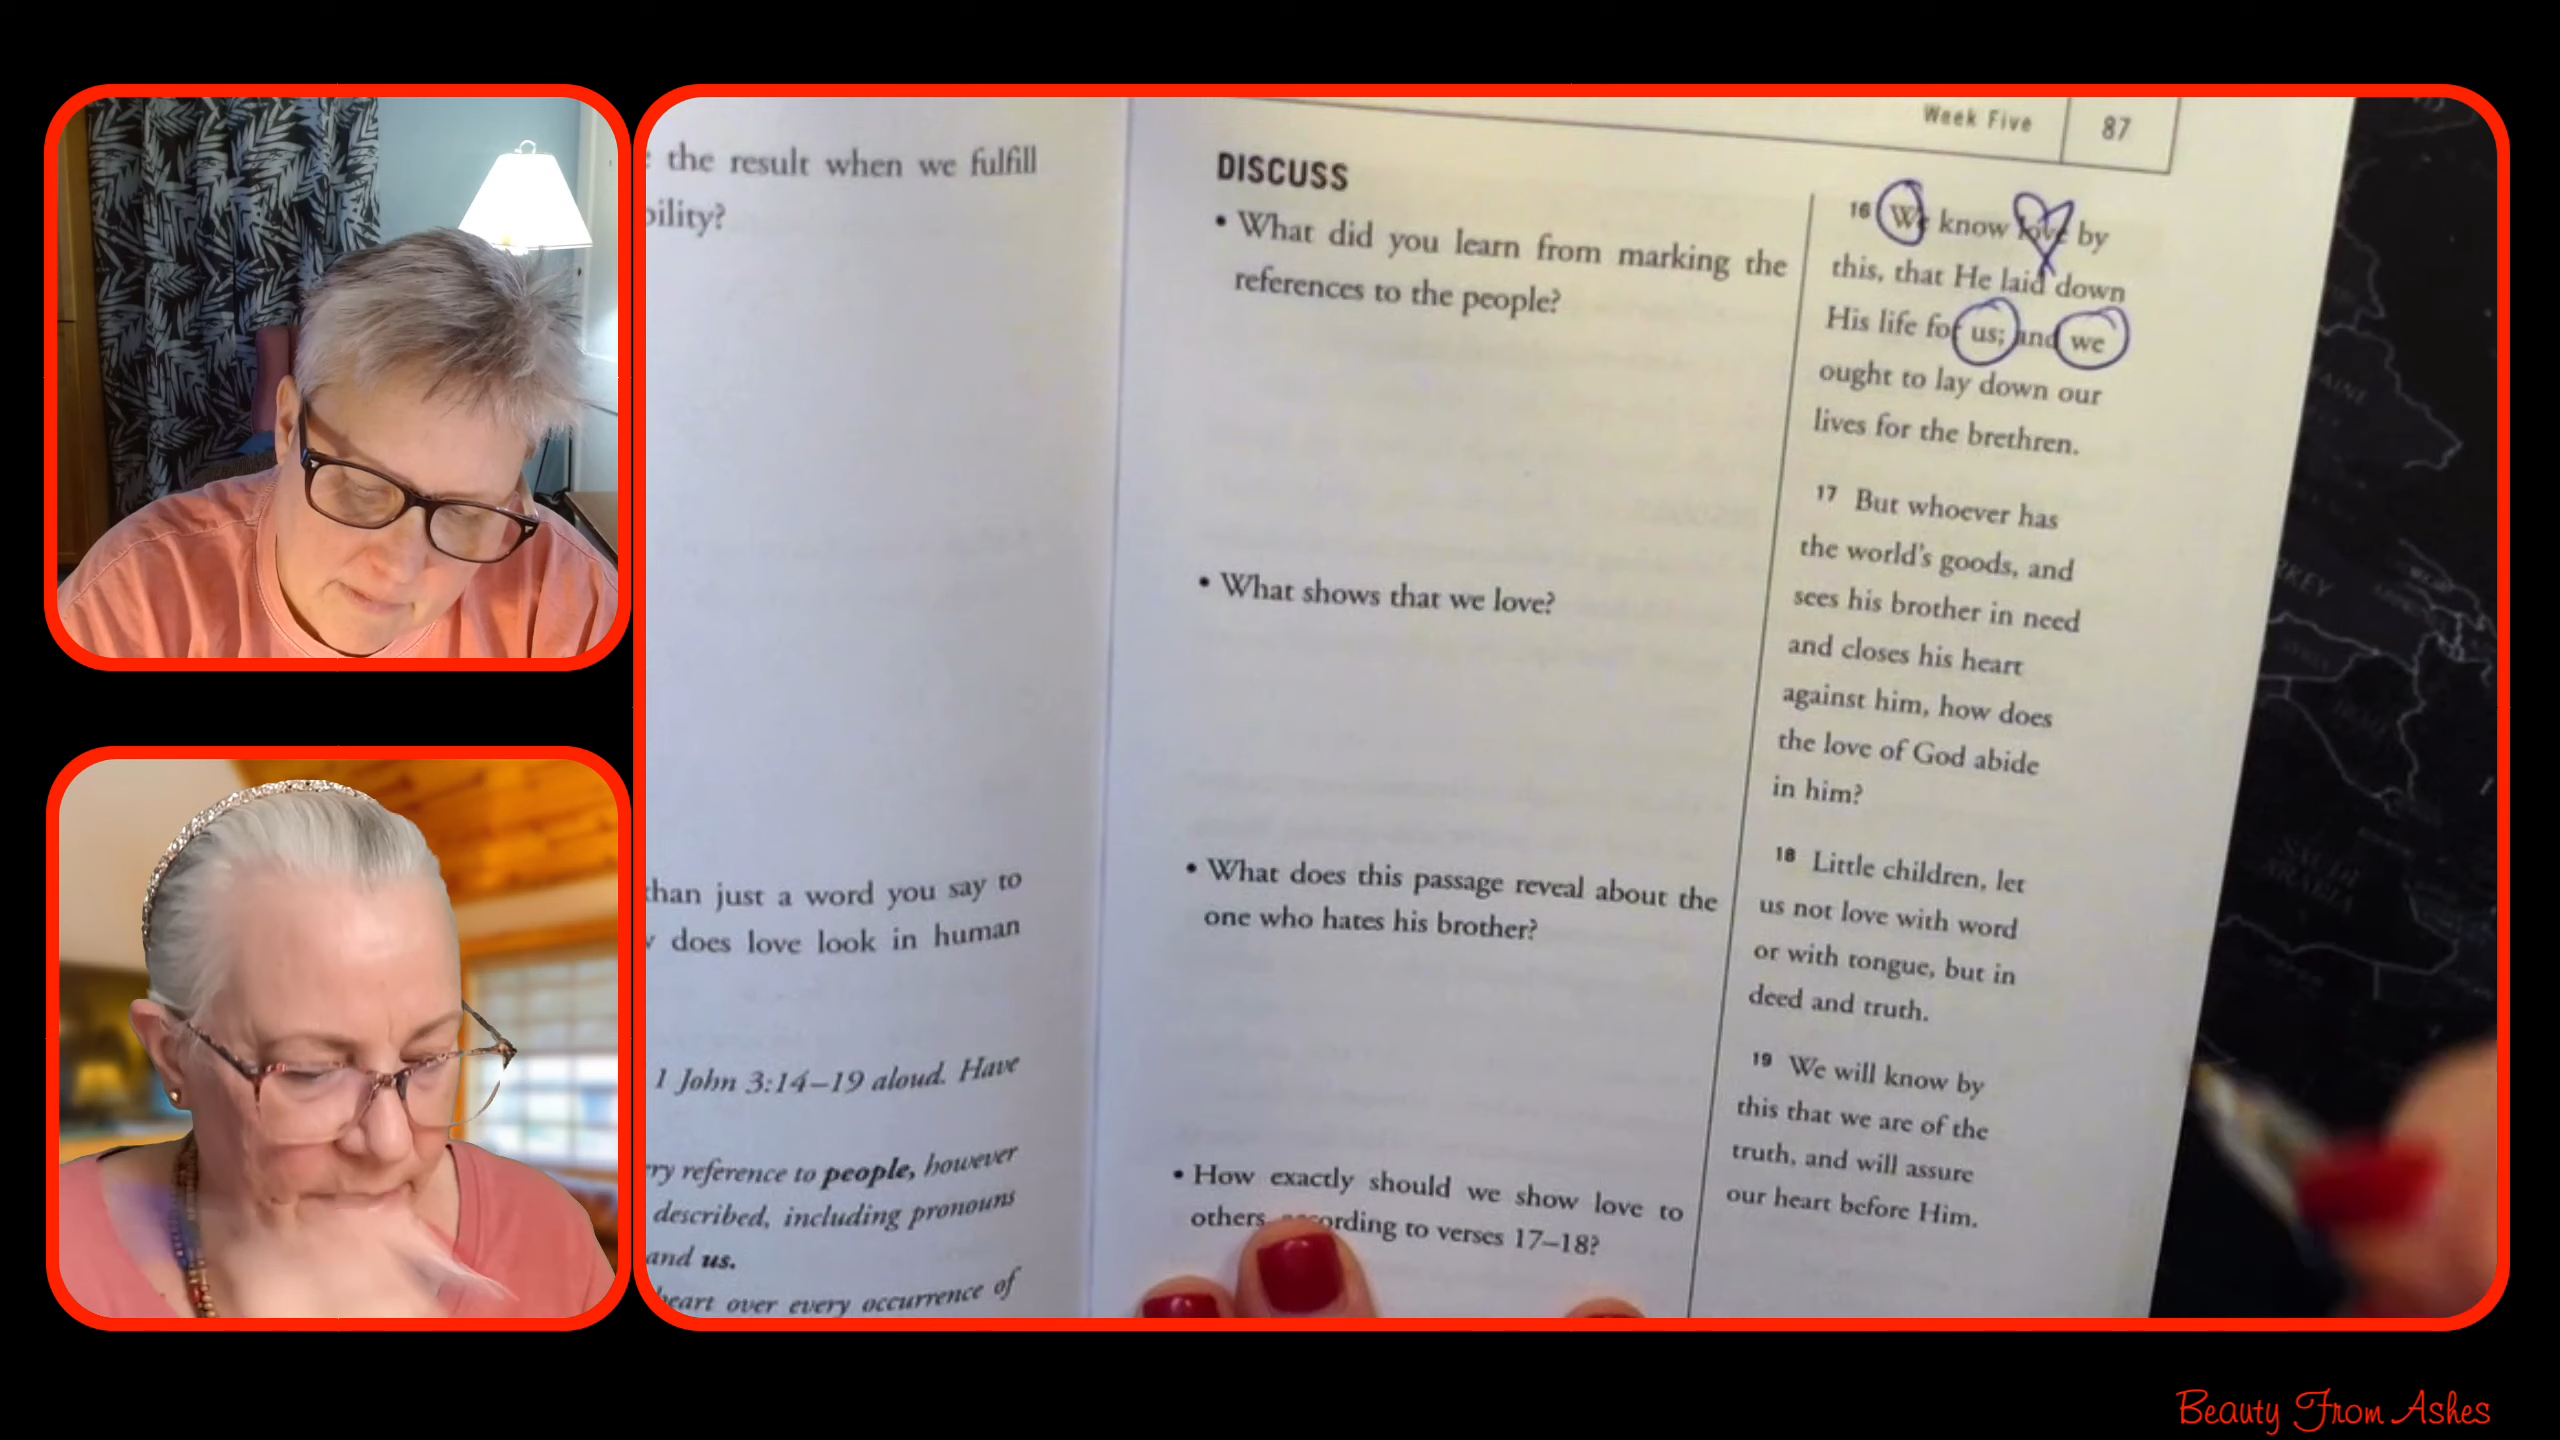 the result when we fulfill
bility?
than just a word you say to
does love look in human
1 John 3:14–19 aloud. Have
ry reference to people, however
described, including pronouns
and us.
heart over every occurrence of
Week Five 87
DISCUSS
• What did you learn from marking the
references to the people?
• What shows that we love?
• What does this passage reveal about the
one who hates his brother?
• How exactly should we show love to
others according to verses 17–18?
16 We know love by
this, that He laid down
His life for us; and we
ought to lay down our
lives for the brethren.
17 But whoever has
the world's goods, and
sees his brother in need
and closes his heart
against him, how does
the love of God abide
in him?
18 Little children, let
us not love with word
or with tongue, but in
deed and truth.
19 We will know by
this that we are of the
truth, and will assure
our heart before Him.
AINE
RKEY
SAUDI
ARABIA
Beauty From Ashes